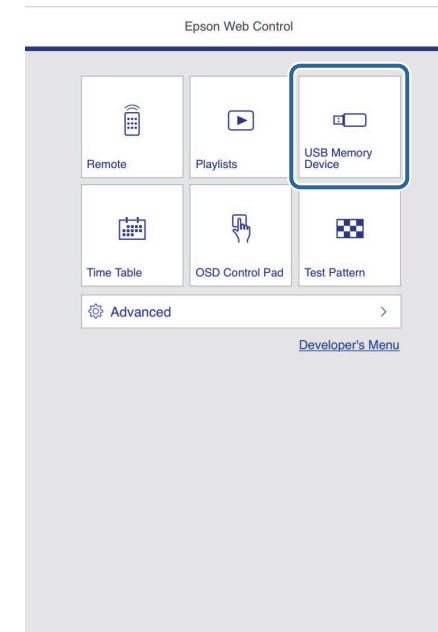 Epson Web Control
Remote
Playlists
USB Memory
Device
Time Table
OSD Control Pad
Test Pattern
Advanced
Developer's Menu